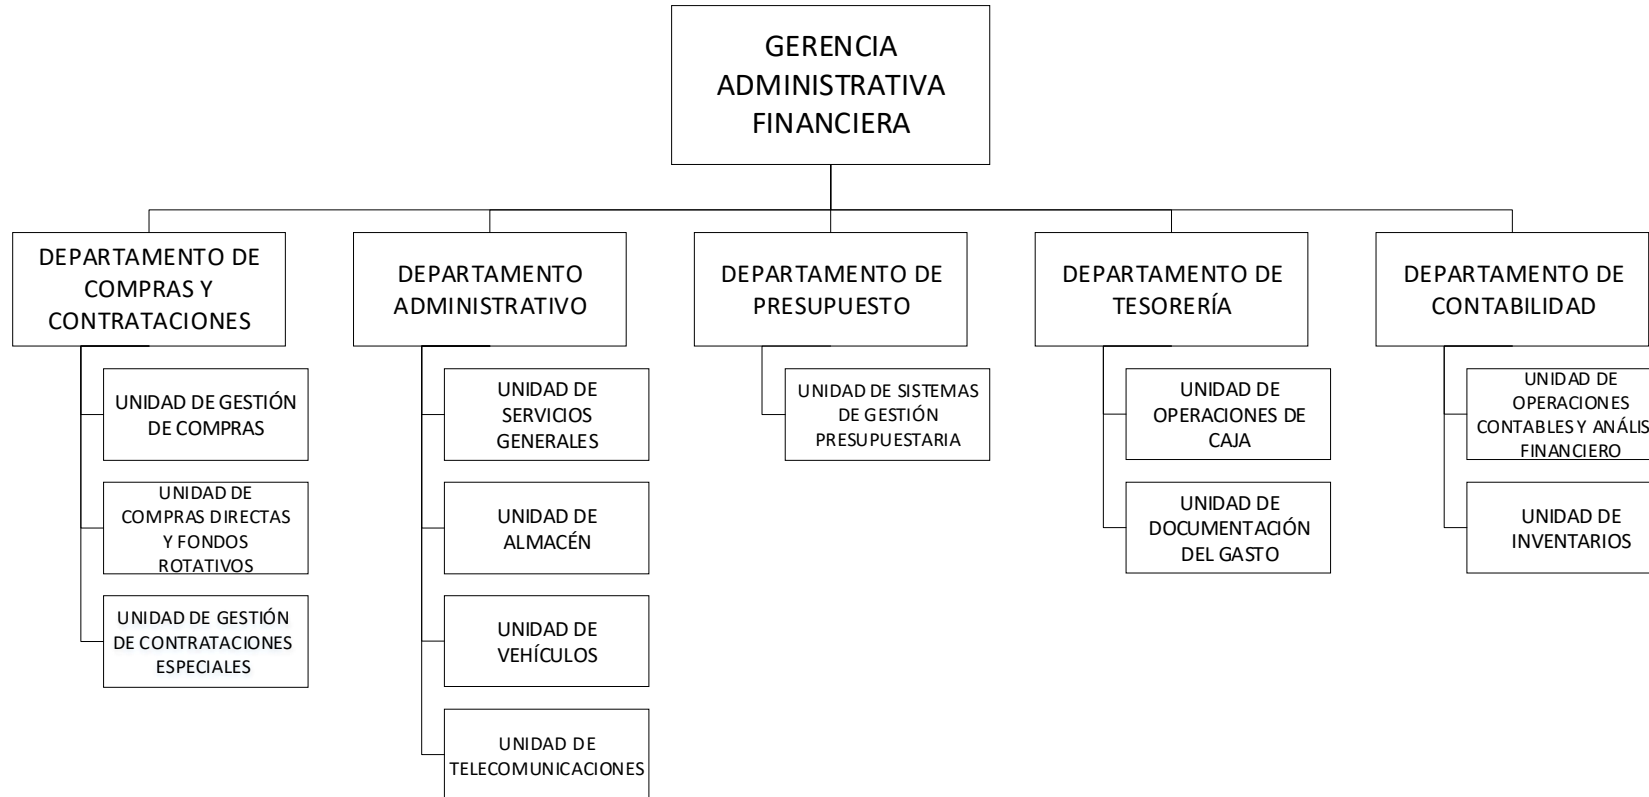 GERENCIA
ADMINISTRATIVA
FINANCIERA
DEPARTAMENTO DE
COMPRAS Y
CONTRATACIONES
DEPARTAMENTO
ADMINISTRATIVO
DEPARTAMENTO DE
PRESUPUESTO
DEPARTAMENTO DE
TESORERÍA
DEPARTAMENTO DE
CONTABILIDAD
UNIDAD DE GESTIÓN
DE COMPRAS
UNIDAD DE
COMPRAS DIRECTAS
Y FONDOS
ROTATIVOS
UNIDAD DE GESTIÓN
DE CONTRATACIONES
ESPECIALES
UNIDAD DE
SERVICIOS
GENERALES
UNIDAD DE
ALMACÉN
UNIDAD DE
VEHÍCULOS
UNIDAD DE
TELECOMUNICACIONES
UNIDAD DE SISTEMAS
DE GESTIÓN
PRESUPUESTARIA
UNIDAD DE
OPERACIONES DE
CAJA
UNIDAD DE
DOCUMENTACIÓN
DEL GASTO
UNIDAD DE
OPERACIONES
CONTABLES Y ANÁLIS
FINANCIERO
UNIDAD DE
INVENTARIOS